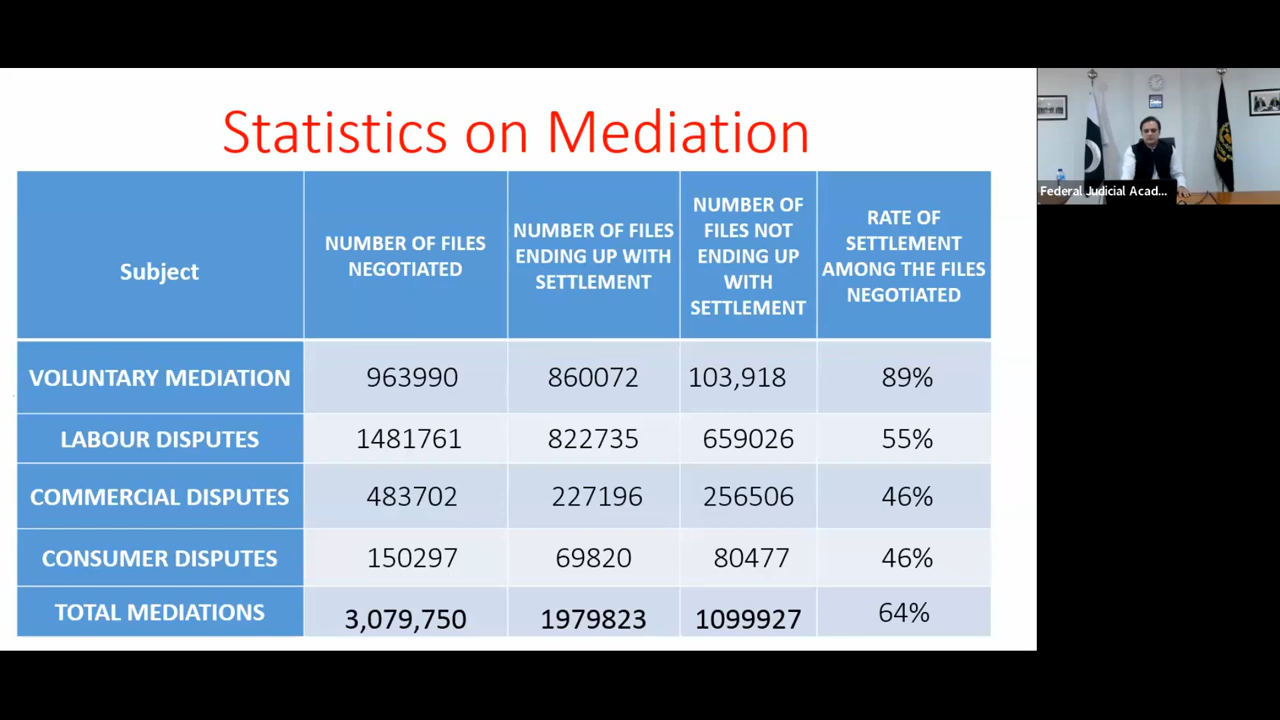 Statistics on Mediation
Subject
NUMBER OF FILES
NEGOTIATED
NUMBER OF FILES
ENDING UP WITH
SETTLEMENT
NUMBER OF
FILES NOT
ENDING UP
WITH
SETTLEMENT
RATE OF
SETTLEMENT
AMONG THE FILES
NEGOTIATED
VOLUNTARY MEDIATION 963990 860072 103,918 89%
LABOUR DISPUTES 1481761 822735 659026 55%
COMMERCIAL DISPUTES 483702 227196 256506 46%
CONSUMER DISPUTES 150297 69820 80477 46%
TOTAL MEDIATIONS 3,079,750 1979823 1099927 64%
Federal Judicial Acad...